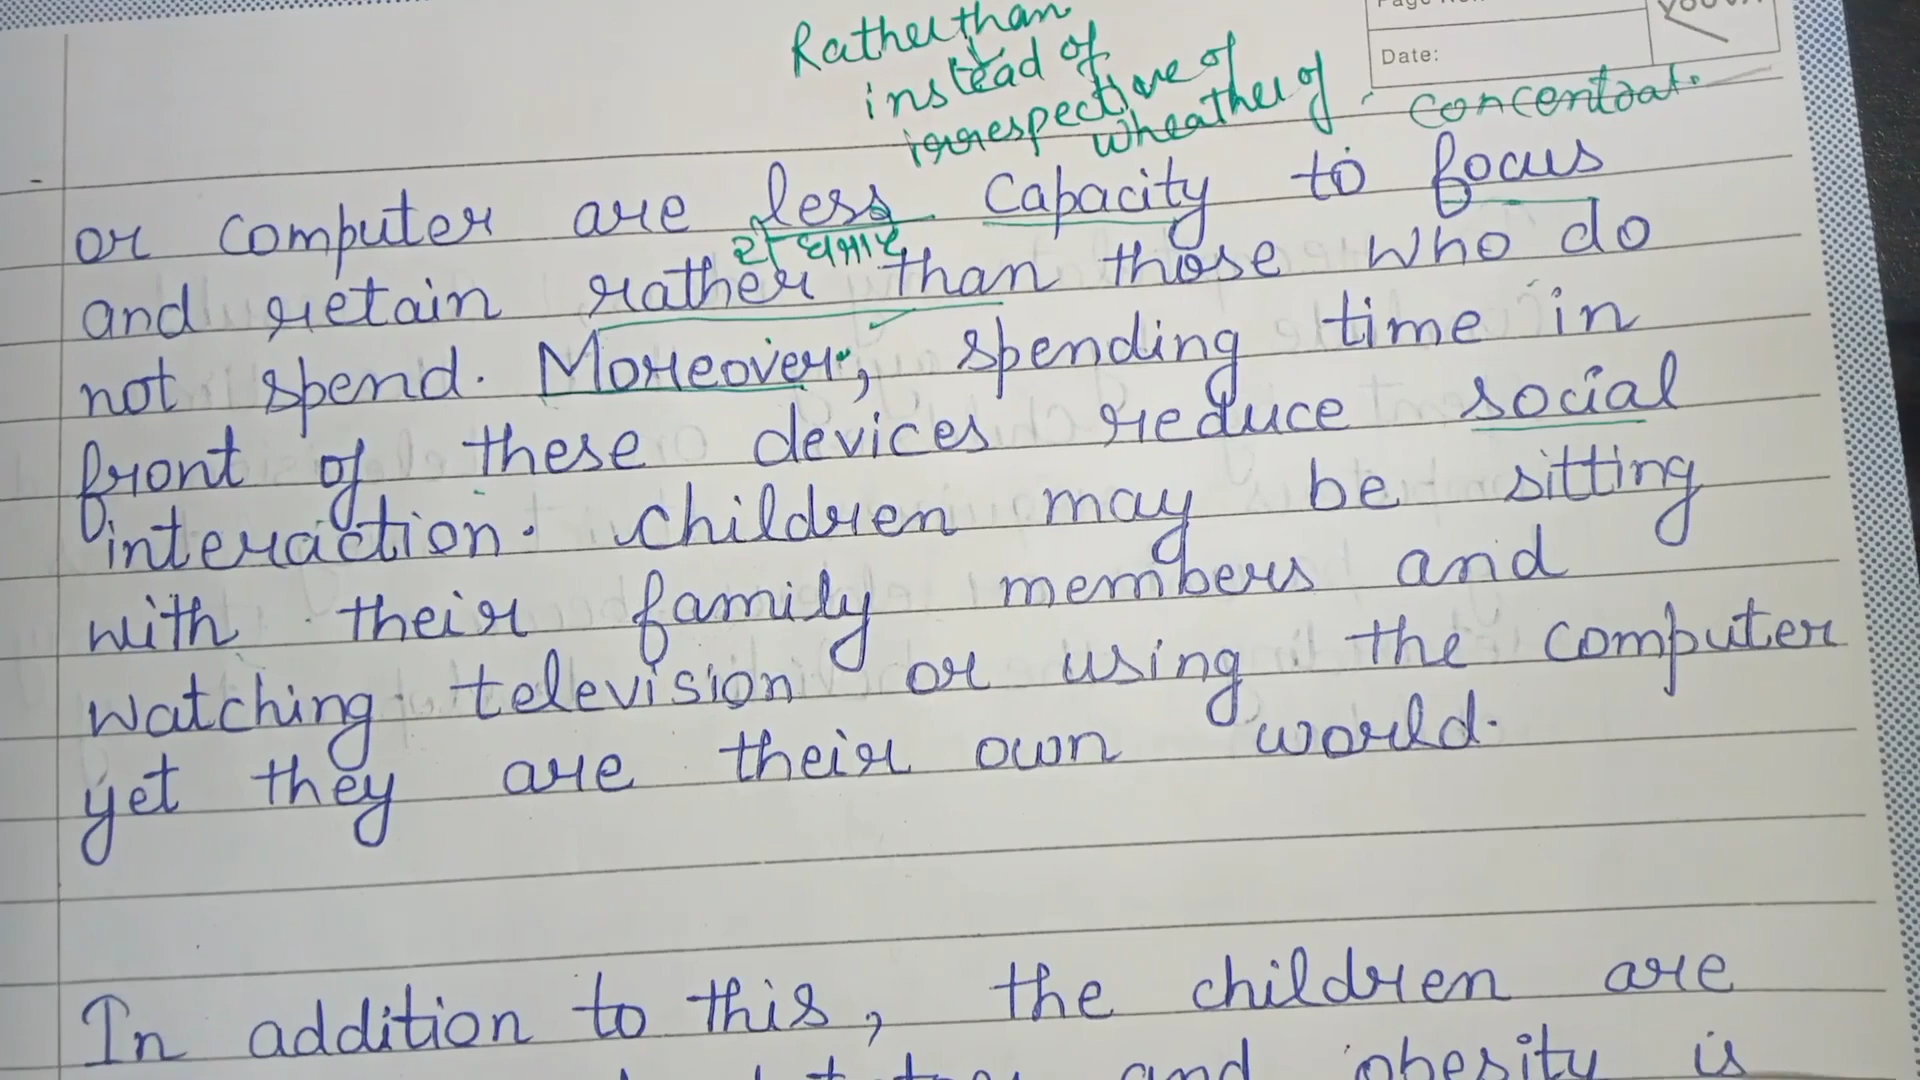 Rather than
instead of
irrespective of
wheather of
Date:
concentrat.
or computer are less capacity to focus
and retain rather than those who do
not spend. Moreover, spending time in
front of these devices reduce social
interaction. children may be sitting
with their family members and
watching television or using the computer
yet they are their own world.
In addition to this, the children are
and obesity is